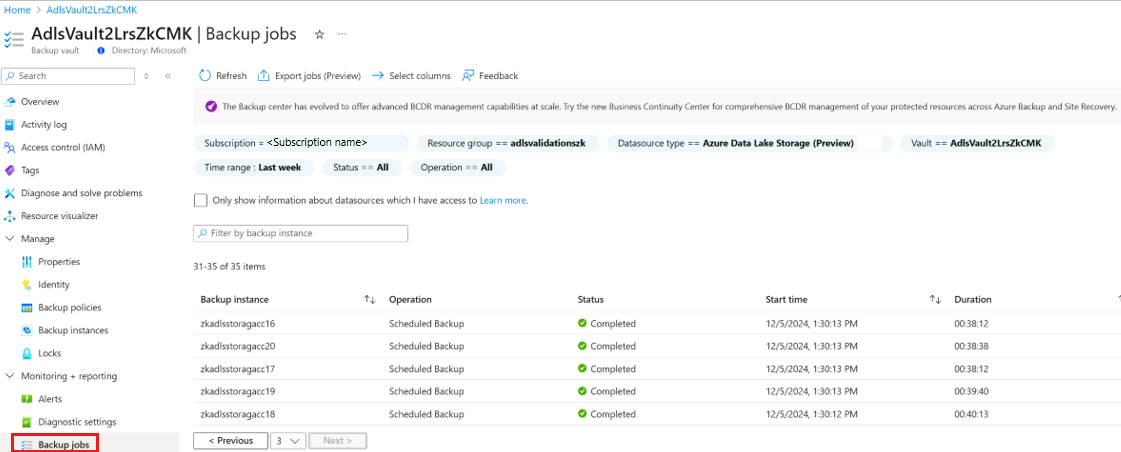 Home > AdlsVault2LrsZkCMK
AdlsVault2LrsZkCMK | Backup jobs ☆ ...
Backup vault Directory: Microsoft
Search
Overview
Activity log
Access control (IAM)
Tags
Diagnose and solve problems
Resource visualizer
Manage
Properties
Identity
Backup policies
Backup instances
Locks
Monitoring + reporting
Alerts
Diagnostic settings
Backup jobs
Refresh Export jobs (Preview) Select columns Feedback
The Backup center has evolved to offer advanced BCDR management capabilities at scale. Try the new Business Continuity Center for comprehensive BCDR management of your protected resources across Azure Backup and Site Recovery.
Subscription = <Subscription name> Resource group == adlsvalidationszk Datasource type == Azure Data Lake Storage (Preview) Vault == AdlsVault2LrsZkCMK
Time range : Last week Status == All Operation == All
Only show information about datasources which I have access to Learn more.
Filter by backup instance
31-35 of 35 items
Backup instance Operation Status Start time Duration
zkadlsstoragacc16 Scheduled Backup Completed 12/5/2024, 1:30:13 PM 00:38:12
zkadlsstoragacc20 Scheduled Backup Completed 12/5/2024, 1:30:13 PM 00:38:38
zkadlsstoragacc17 Scheduled Backup Completed 12/5/2024, 1:30:13 PM 00:38:12
zkadlsstoragacc19 Scheduled Backup Completed 12/5/2024, 1:30:13 PM 00:39:40
zkadlsstoragacc18 Scheduled Backup Completed 12/5/2024, 1:30:12 PM 00:40:13
< Previous 3 Next >